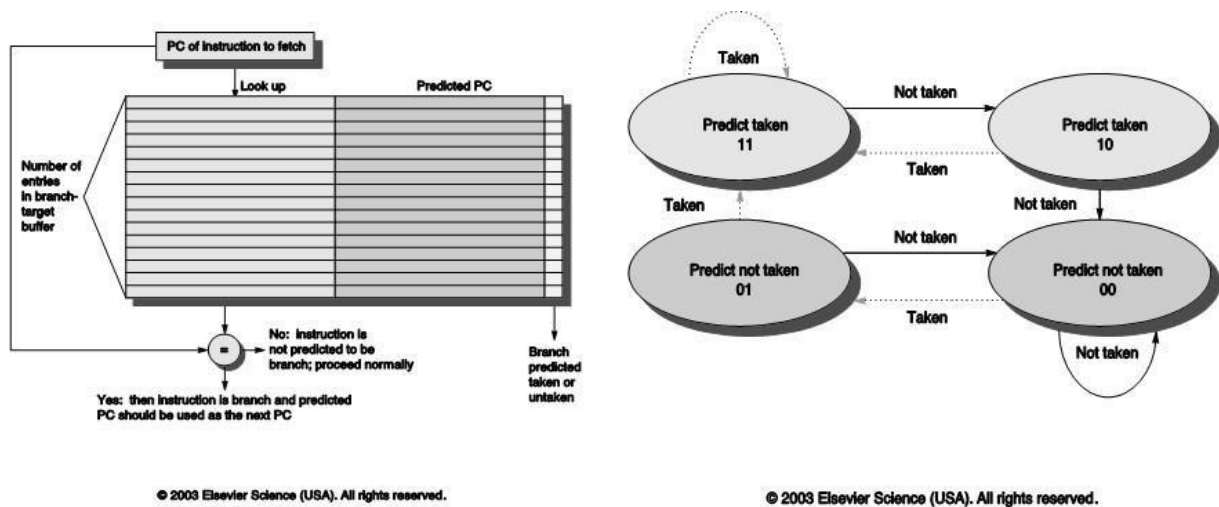 PC of instruction to fetch
Look up
Predicted PC
Number of
entries
in branch-
target
buffer
=
No: instruction is
not predicted to be
branch; proceed normally
Branch
predicted
taken or
untaken
Yes: then instruction is branch and predicted
PC should be used as the next PC
© 2003 Elsevier Science (USA). All rights reserved.
Taken
Predict taken
11
Not taken
Predict taken
10
Taken
Taken
Not taken
Predict not taken
01
Not taken
Predict not taken
00
Taken
Not taken
© 2003 Elsevier Science (USA). All rights reserved.